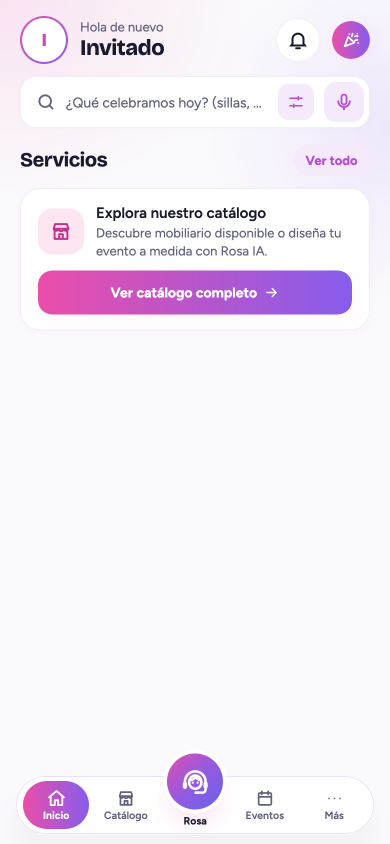 I
Hola de nuevo
Invitado
¿Qué celebramos hoy? (sillas, ...
Servicios
Ver todo
Explora nuestro catálogo
Descubre mobiliario disponible o diseña tu
evento a medida con Rosa IA.
Ver catálogo completo →
Inicio
Catálogo
Rosa
Eventos
Más